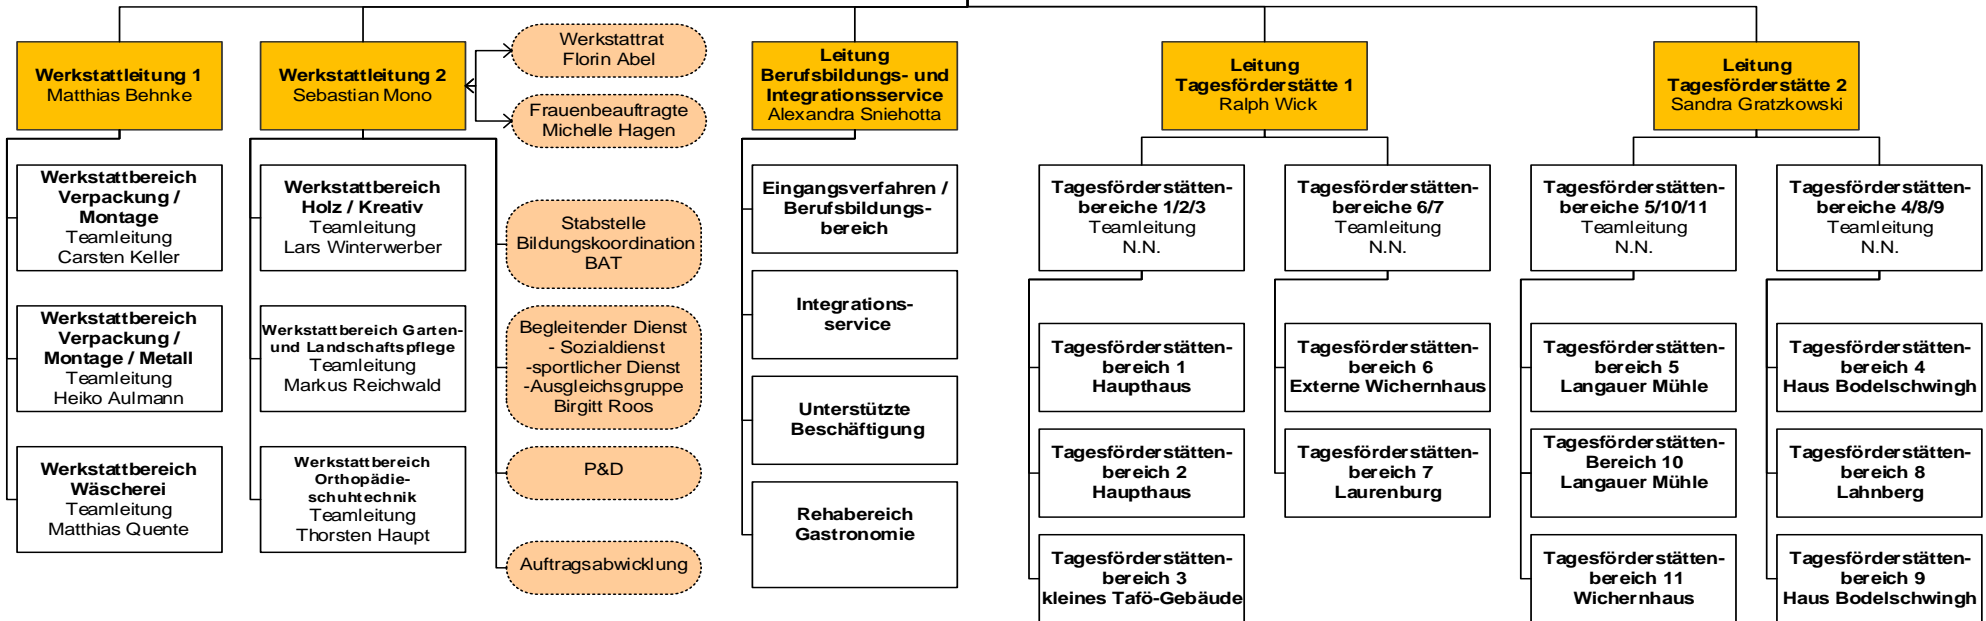 Werkstattleitung 1
Matthias Behnke
Werkstattbereich
Verpackung /
Montage
Teamleitung
Carsten Keller
Werkstattbereich
Verpackung /
Montage / Metall
Teamleitung
Heiko Aulmann
Werkstattbereich
Wäscherei
Teamleitung
Matthias Quente
Werkstattleitung 2
Sebastian Mono
Werkstattrat
Florin Abel
Frauenbeauftragte
Michelle Hagen
Werkstattbereich
Holz / Kreativ
Teamleitung
Lars Winterwerber
Werkstattbereich Garten-
und Landschaftspflege
Teamleitung
Markus Reichwald
Werkstattbereich
Orthopädie-
schuhtechnik
Teamleitung
Thorsten Haupt
Stabstelle
Bildungskoordination
BAT
Begleitender Dienst
- Sozialdienst
-sportlicher Dienst
-Ausgleichsgruppe
Birgitt Roos
P&D
Auftragsabwicklung
Leitung
Berufsbildungs- und
Integrationsservice
Alexandra Sniehotta
Eingangsverfahren /
Berufsbildungs-
bereich
Integrations-
service
Unterstützte
Beschäftigung
Rehabereich
Gastronomie
Leitung
Tagesförderstätte 1
Ralph Wick
Tagesförderstätten-
bereiche 1/2/3
Teamleitung
N.N.
Tagesförderstätten-
bereich 1
Haupthaus
Tagesförderstätten-
bereich 2
Haupthaus
Tagesförderstätten-
bereich 3
kleines Tafö-Gebäude
Tagesförderstätten-
bereiche 6/7
Teamleitung
N.N.
Tagesförderstätten-
bereich 6
Externe Wichernhaus
Tagesförderstätten-
bereich 7
Laurenburg
Leitung
Tagesförderstätte 2
Sandra Gratzkowski
Tagesförderstätten-
bereiche 5/10/11
Teamleitung
N.N.
Tagesförderstätten-
bereich 5
Langauer Mühle
Tagesförderstätten-
Bereich 10
Langauer Mühle
Tagesförderstätten-
bereich 11
Wichernhaus
Tagesförderstätten-
bereiche 4/8/9
Teamleitung
N.N.
Tagesförderstätten-
bereich 4
Haus Bodelschwingh
Tagesförderstätten-
bereich 8
Lahnberg
Tagesförderstätten-
bereich 9
Haus Bodelschwingh